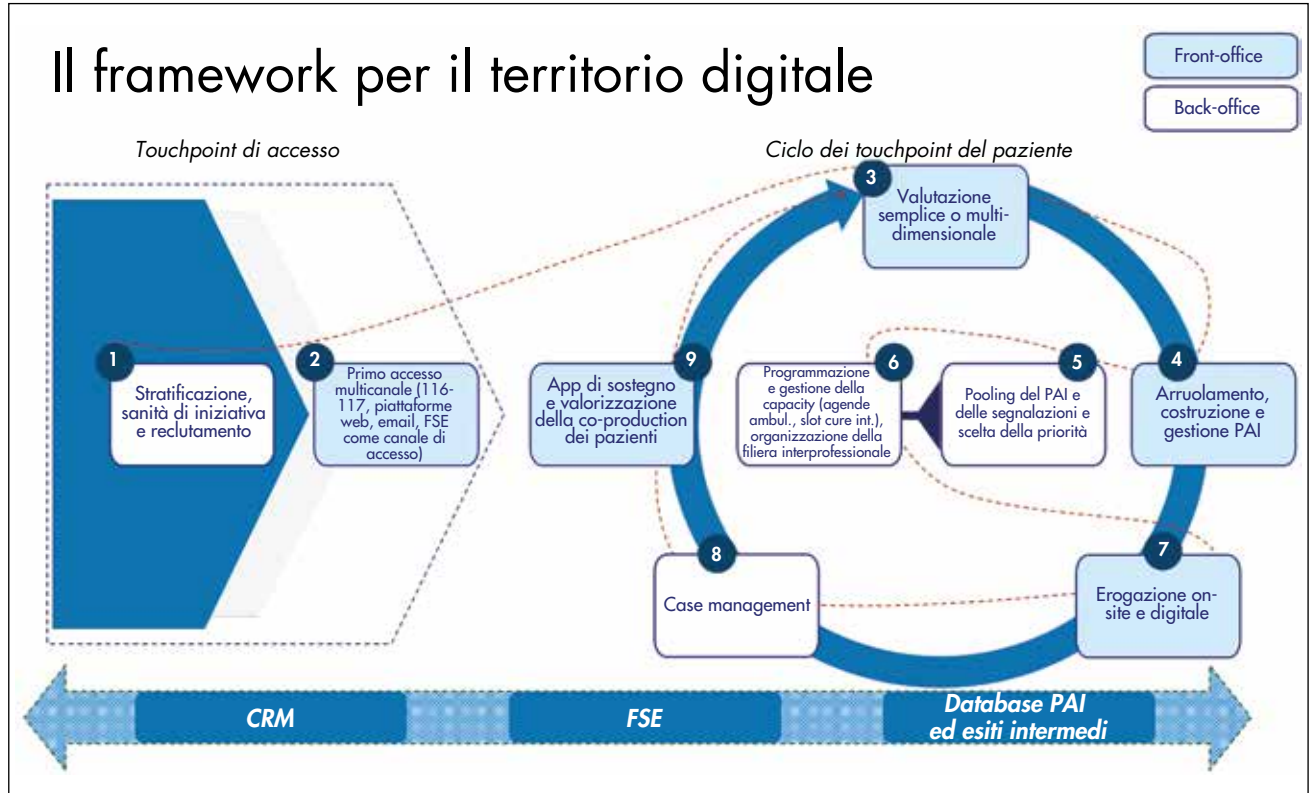 Il framework per il territorio digitale
Front-office
Back-office
Touchpoint di accesso
Ciclo dei touchpoint del paziente
1
Stratificazione,
sanità di iniziativa
e reclutamento
2
Primo accesso
multicanale (116-
117, piattaforme
web, email, FSE
come canale di
accesso)
3
Valutazione
semplice o multi-
dimensionale
9
App di sostegno
e valorizzazione
della co-production
dei pazienti
6
Programmazione
e gestione della
capacity (agende
ambul., slot cure int.),
organizzazione della
filiera interprofessionale
5
Pooling del PAI e
delle segnalazioni e
scelta della priorità
4
Arruolamento,
costruzione e
gestione PAI
8
Case management
7
Erogazione on-
site e digitale
CRM
FSE
Database PAI
ed esiti intermedi